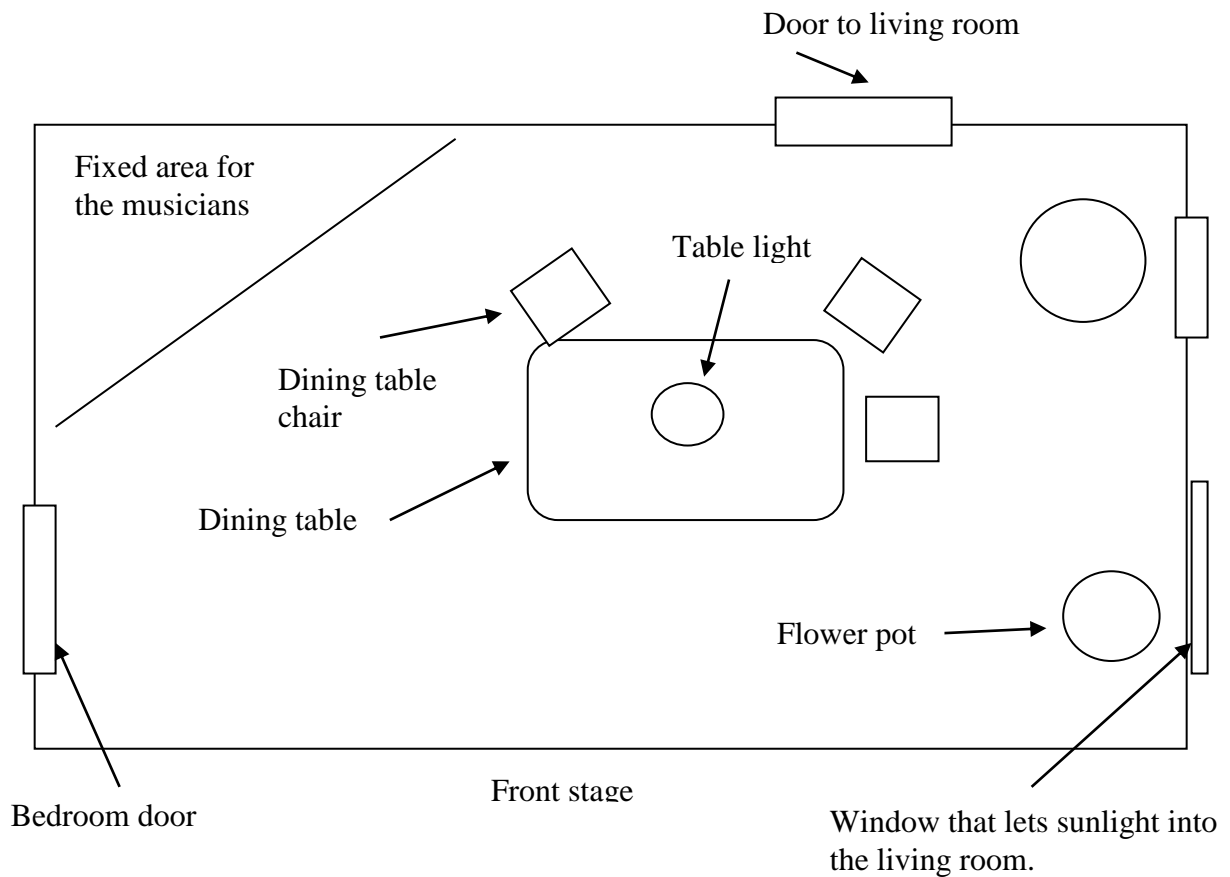 Door to living room
Fixed area for
the musicians
Table light
Dining table
chair
Dining table
Flower pot
Front stage
Bedroom door
Window that lets sunlight into
the living room.